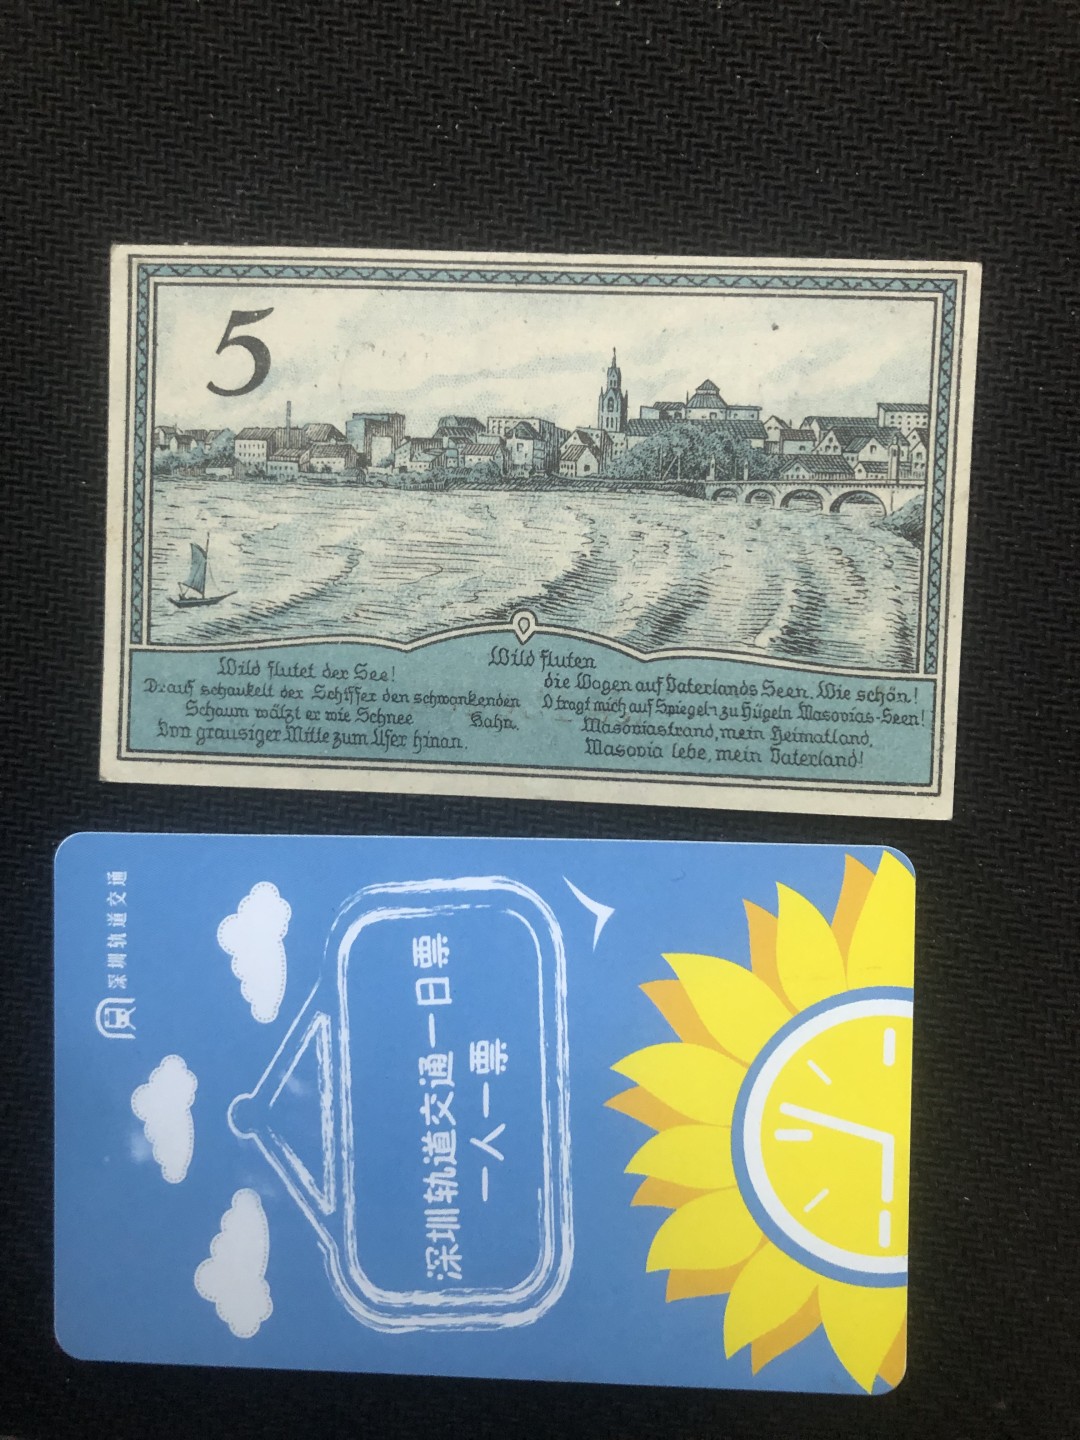 5
Wild flutet der See!
Drauf schaukelt der Schiffer den schwankenden
Schaum wälzt er wie Schnee Kahn.
Von grausiger Mitte zum Ufer hinan.
Wild fluten
die Wogen auf Vaterlands Seen. Wie schön!
O tragt mich auf Spiegeln zu Hügeln Masovias-Seen!
Masoviastrand, mein Heimatland,
Masovia lebe, mein Vaterland!
深圳轨道交通
深圳轨道交通一日票
一人一票